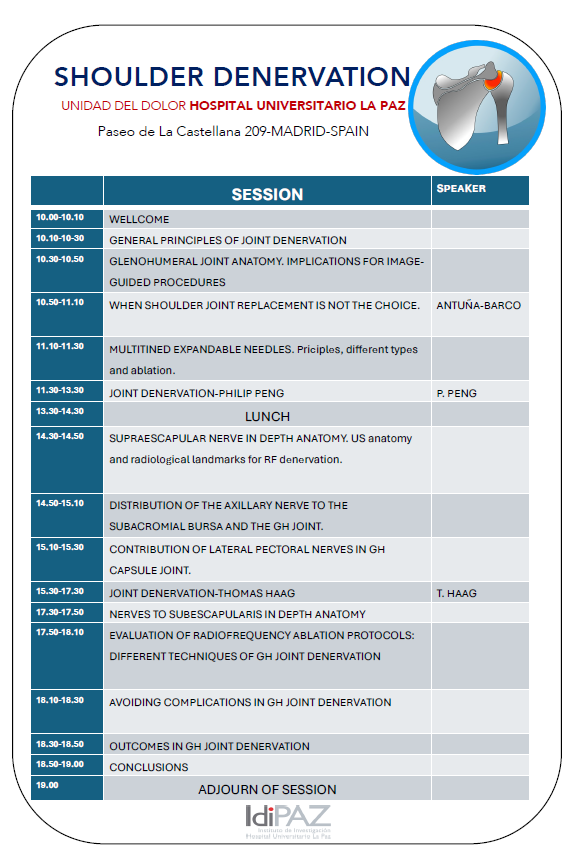 SHOULDER DENERVATION
UNIDAD DEL DOLOR HOSPITAL UNIVERSITARIO LA PAZ
Paseo de La Castellana 209-MADRID-SPAIN
SESSION
SPEAKER
10.00-10.10
WELLCOME
10.10-10-30
GENERAL PRINCIPLES OF JOINT DENERVATION
10.30-10.50
GLENOHUMERAL JOINT ANATOMY. IMPLICATIONS FOR IMAGE-
GUIDED PROCEDURES
10.50-11.10
WHEN SHOULDER JOINT REPLACEMENT IS NOT THE CHOICE.
ANTUÑA-BARCO
11.10-11.30
MULTITINED EXPANDABLE NEEDLES. Priciples, different types
and ablation.
11.30-13.30
JOINT DENERVATION-PHILIP PENG
P. PENG
13.30-14.30
LUNCH
14.30-14.50
SUPRAESCAPULAR NERVE IN DEPTH ANATOMY. US anatomy
and radiological landmarks for RF denervation.
14.50-15.10
DISTRIBUTION OF THE AXILLARY NERVE TO THE
SUBACROMIAL BURSA AND THE GH JOINT.
15.10-15.30
CONTRIBUTION OF LATERAL PECTORAL NERVES IN GH
CAPSULE JOINT.
15.30-17.30
JOINT DENERVATION-THOMAS HAAG
T. HAAG
17.30-17.50
NERVES TO SUBESCAPULARIS IN DEPTH ANATOMY
17.50-18.10
EVALUATION OF RADIOFREQUENCY ABLATION PROTOCOLS:
DIFFERENT TECHNIQUES OF GH JOINT DENERVATION
18.10-18.30
AVOIDING COMPLICATIONS IN GH JOINT DENERVATION
18.30-18.50
OUTCOMES IN GH JOINT DENERVATION
18.50-19.00
CONCLUSIONS
19.00
ADJOURN OF SESSION
IdiPAZ
Instituto de Investigación
Hospital Universitario La Paz